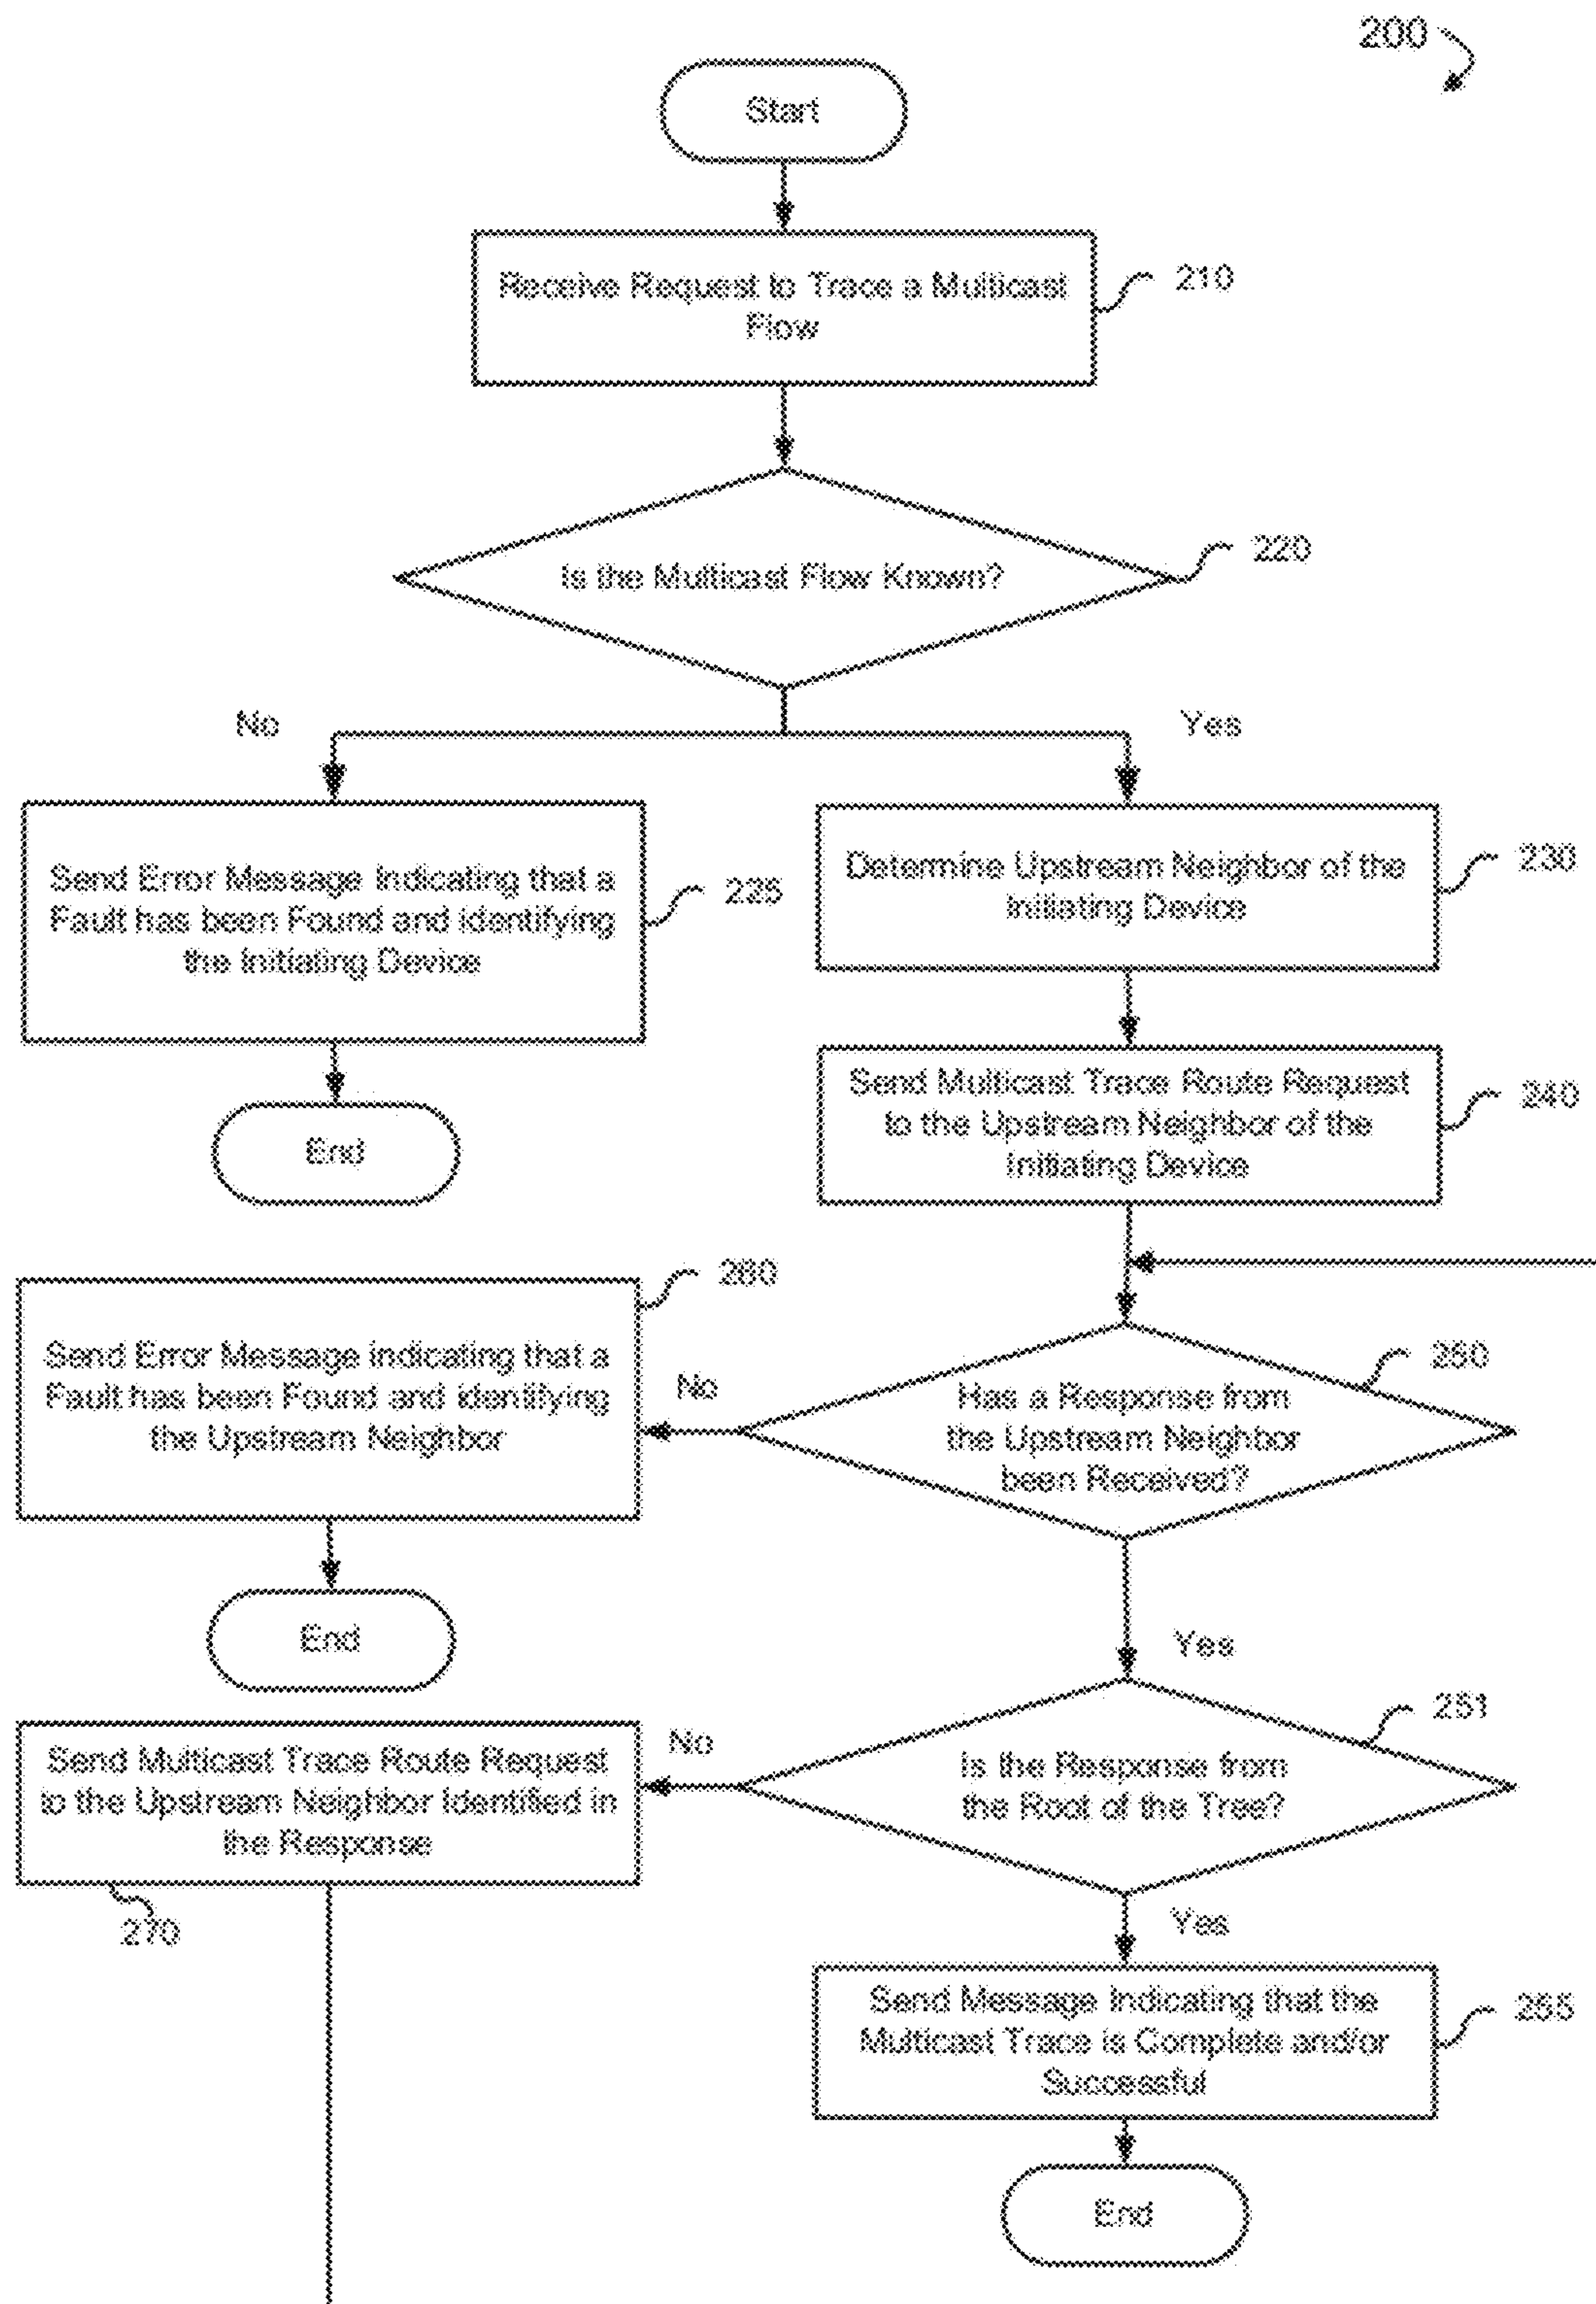 200
Start
Receive Request to Trace a Multicast
Flow
210
Is the Multicast Flow Known?
220
No
Yes
Send Error Message Indicating that a
Fault has been Found and identifying
the Initiating Device
225
Determine Upstream Neighbor of the
Initiating Device
230
End
Send Multicast Trace Route Request
to the Upstream Neighbor of the
Initiating Device
240
260
Send Error Message indicating that a
Fault has been Found and identifying
the Upstream Neighbor
No
Has a Response from
the Upstream Neighbor
been Received?
250
End
Yes
Send Multicast Trace Route Request
to the Upstream Neighbor Identified in
the Response
270
No
Is the Response from
the Root of the Tree?
251
Yes
Send Message Indicating that the
Multicast Trace is Complete and/or
Successful
255
End